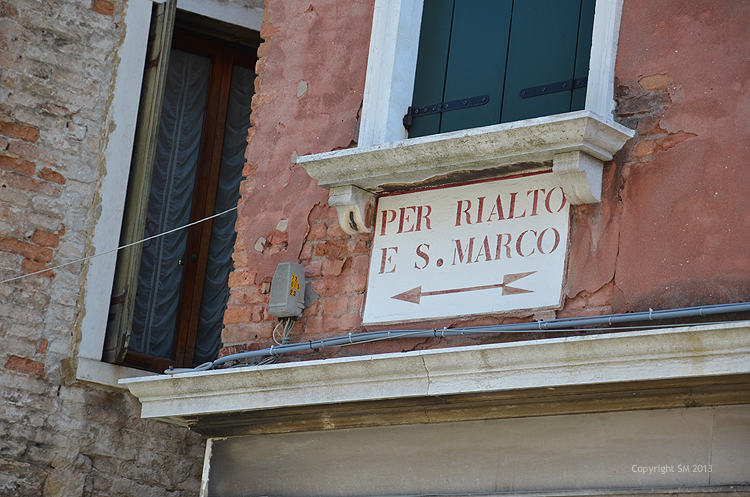 PER RIALTO
E S. MARCO
Copyright SM 2013